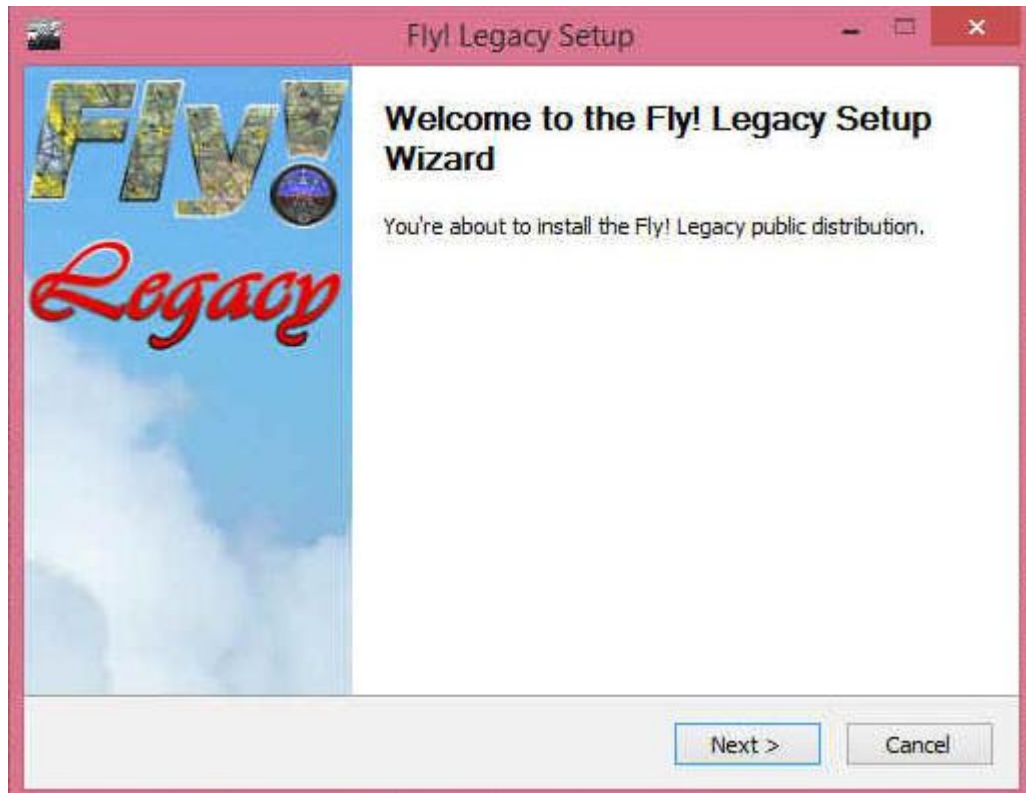 Fly! Legacy Setup
Fly!
Legacy
Welcome to the Fly! Legacy Setup
Wizard
You're about to install the Fly! Legacy public distribution.
Next >
Cancel